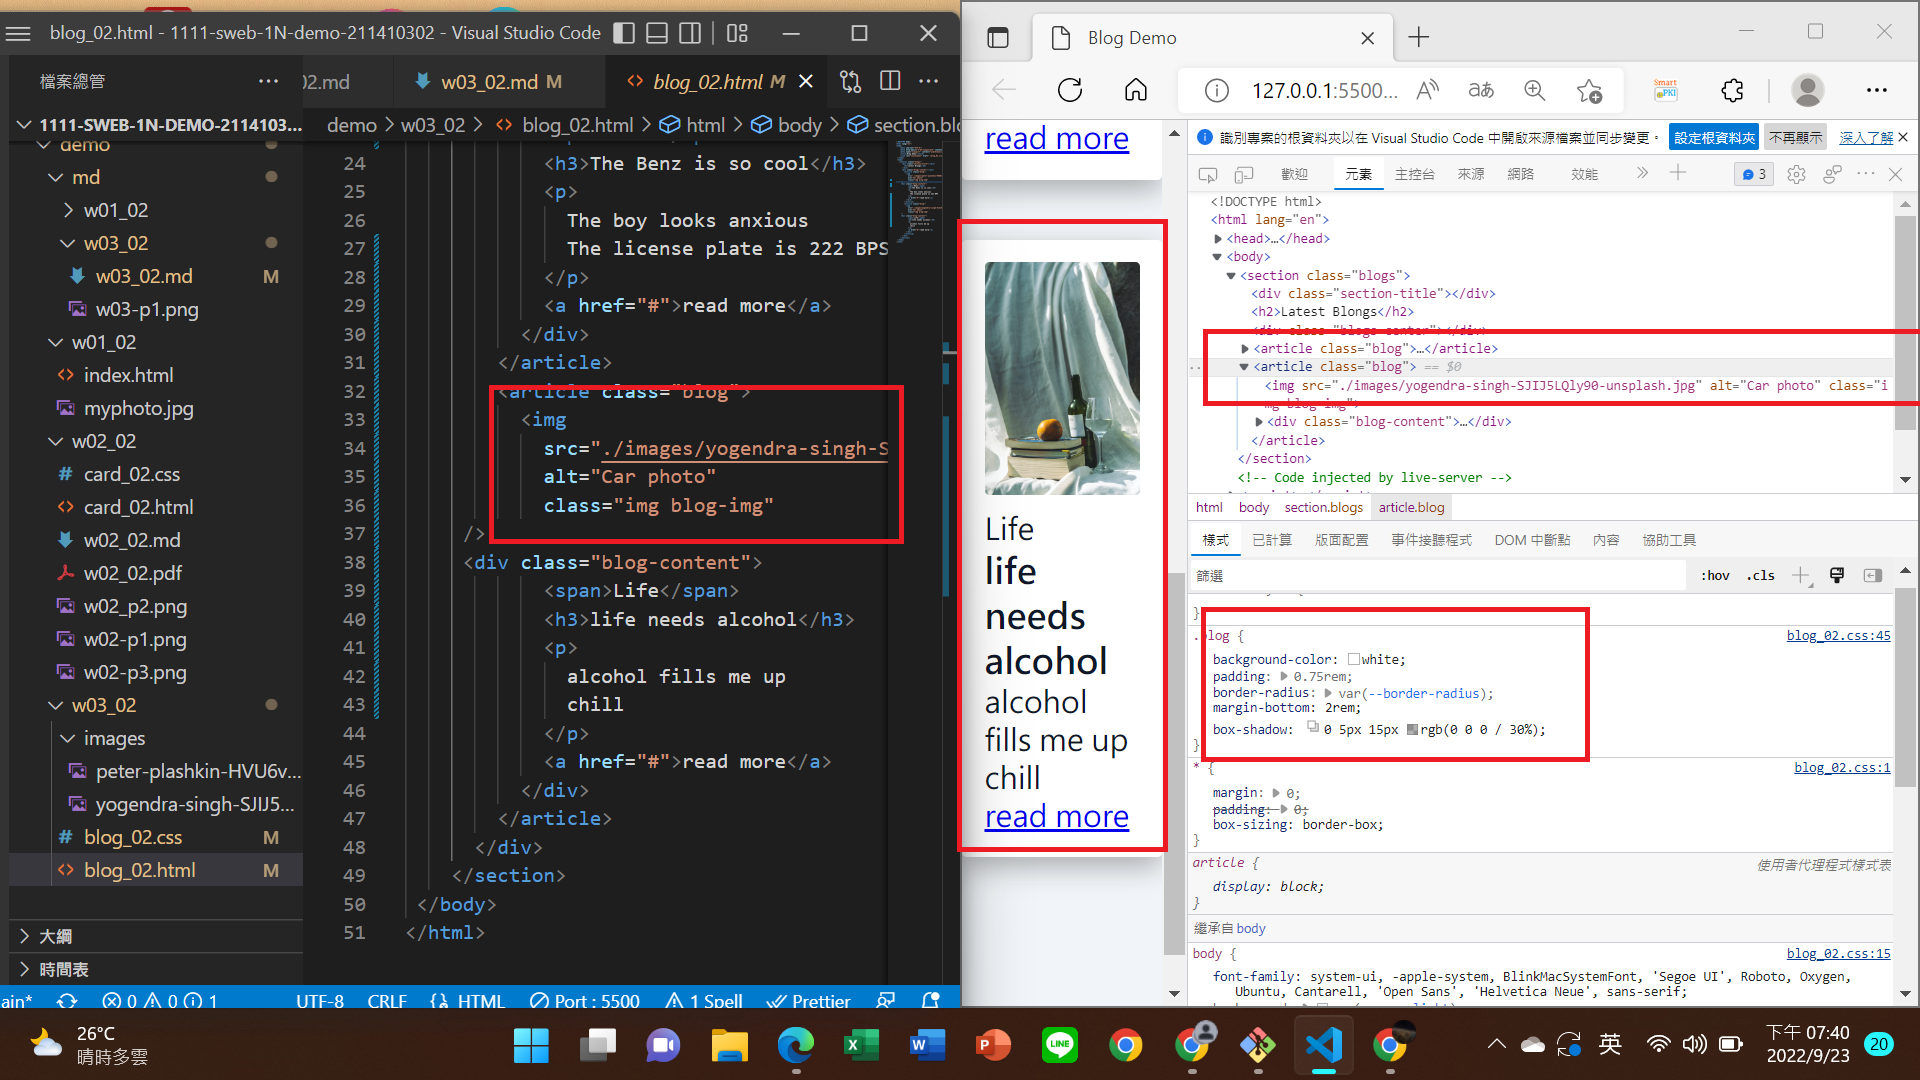 blog_02.html - 1111-sweb-1N-demo-211410302 - Visual Studio Code
檔案總管
02.md
w03_02.md M
blog_02.html M
1111-SWEB-1N-DEMO-2114103...
demo > w03_02 > blog_02.html > html > body > section.blo
demo
md
w01_02
w03_02
w03_02.md M
w03-p1.png
w01_02
index.html
myphoto.jpg
w02_02
card_02.css
card_02.html
w02_02.md
w02_02.pdf
w02_p2.png
w02-p1.png
w02-p3.png
w03_02
images
peter-plashkin-HVU6v...
yogendra-singh-SJIJ5...
blog_02.css M
blog_02.html M
大綱
時間表
24 <h3>The Benz is so cool</h3>
25 <p>
26 The boy looks anxious
27 The license plate is 222 BPS
28 </p>
29 <a href="#">read more</a>
30 </div>
31 </article>
32 <article class="blog">
33 <img
34 src="./images/yogendra-singh-S
35 alt="Car photo"
36 class="img blog-img"
37 />
38 <div class="blog-content">
39 <span>Life</span>
40 <h3>life needs alcohol</h3>
41 <p>
42 alcohol fills me up
43 chill
44 </p>
45 <a href="#">read more</a>
46 </div>
47 </article>
48 </div>
49 </section>
50 </body>
51 </html>
ain* 0 0 1 UTF-8 CRLF HTML Port : 5500 1 Spell Prettier
Blog Demo
127.0.0.1:5500...
read more
Life
life
needs
alcohol
alcohol
fills me up
chill
read more
識別專案的根資料夾以在 Visual Studio Code 中開啟來源檔案並同步變更。 設定根資料夾 不再顯示 深入了解
歡迎 元素 主控台 來源 網路 效能 3
<!DOCTYPE html>
<html lang="en">
<head>…</head>
<body>
<section class="blogs">
<div class="section-title"></div>
<h2>Latest Blongs</h2>
<div class="blogs-center"></div>
<article class="blog">…</article>
<article class="blog"> == $0
<img src="./images/yogendra-singh-SJIJ5LQly90-unsplash.jpg" alt="Car photo" class="i
mg blog-img">
<div class="blog-content">…</div>
</article>
</section>
<!-- Code injected by live-server -->
html body section.blogs article.blog
樣式 已計算 版面配置 事件接聽程式 DOM 中斷點 內容 協助工具
篩選 :hov .cls
}
.blog { blog_02.css:45
background-color: white;
padding: 0.75rem;
border-radius: var(--border-radius);
margin-bottom: 2rem;
box-shadow: 0 5px 15px rgb(0 0 0 / 30%);
}
* { blog_02.css:1
margin: 0;
padding: 0;
box-sizing: border-box;
}
article { 使用者代理程式樣式表
display: block;
}
繼承自 body
body { blog_02.css:15
font-family: system-ui, -apple-system, BlinkMacSystemFont, 'Segoe UI', Roboto, Oxygen,
Ubuntu, Cantarell, 'Open Sans', 'Helvetica Neue', sans-serif;
26°C
晴時多雲
英
下午 07:40
2022/9/23
20